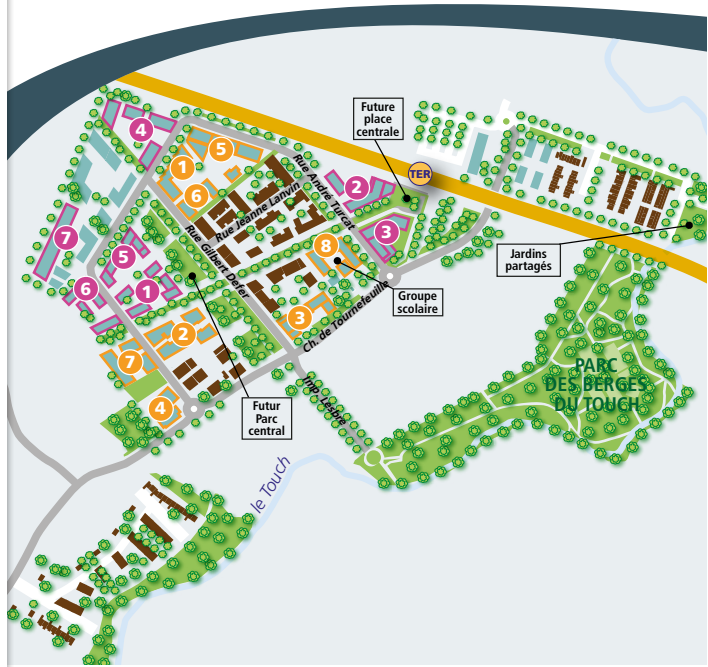 4
5
1
6
Future
place
centrale
TER
2
3
Rue André Turcat
Rue Jeanne Lanvin
Rue Gilbert Defer
7
5
6
1
8
3
2
7
4
Groupe
scolaire
Ch. de Tournefeuille
Jardins
partagés
Futur
Parc
central
Imp. Lesbre
PARC
DES BERGES
DU TOUCH
le Touch